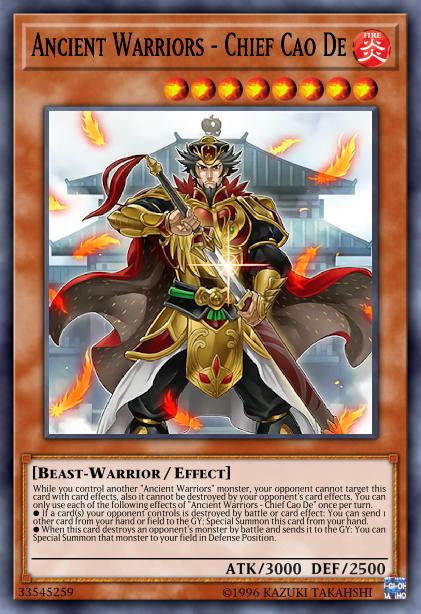 ANCIENT WARRIORS - CHIEF CAO DE
FIRE
炎
[BEAST-WARRIOR / EFFECT]
While you control another "Ancient Warriors" monster, your opponent cannot target this
card with card effects, also it cannot be destroyed by your opponent's card effects. You can
only use each of the following effects of "Ancient Warriors - Chief Cao De" once per turn.
● If a card(s) your opponent controls is destroyed by battle or card effect: You can send 1
other card from your hand or field to the GY; Special Summon this card from your hand.
● When this card destroys an opponent's monster by battle and sends it to the GY: You can
Special Summon that monster to your field in Defense Position.
ATK/3000 DEF/2500
33545259
©1996 KAZUKI TAKAHSHI